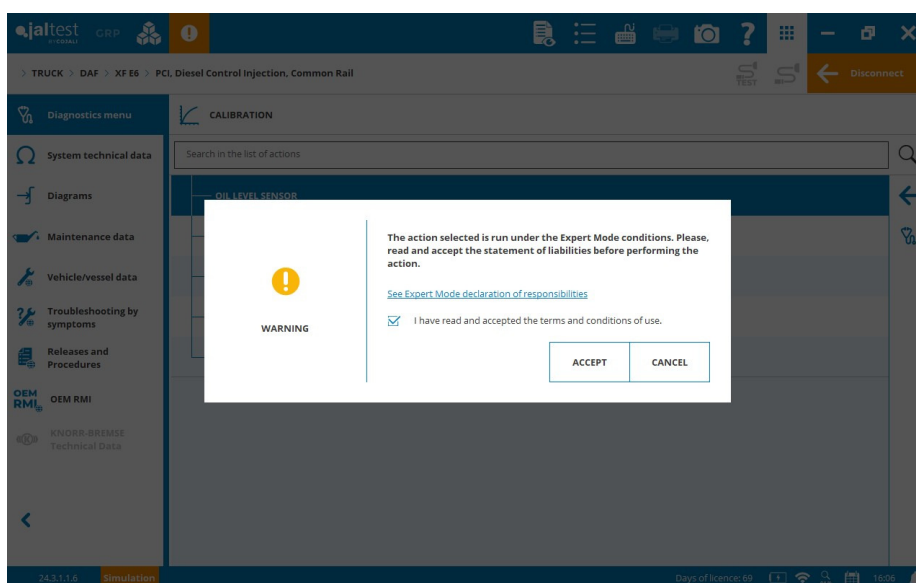 jaltest GRP
by COJALI
> TRUCK > DAF > XF E6 > PCI, Diesel Control Injection, Common Rail
TEST
Disconnect
Diagnostics menu
CALIBRATION
System technical data
Search in the list of actions
Diagrams
OIL LEVEL SENSOR
Maintenance data
Vehicle/vessel data
Troubleshooting by
symptoms
Releases and
Procedures
OEM
RMI
OEM RMI
KNORR-BREMSE
Technical Data
The action selected is run under the Expert Mode conditions. Please,
read and accept the statement of liabilities before performing the
action.
See Expert Mode declaration of responsibilities
WARNING
I have read and accepted the terms and conditions of use.
ACCEPT
CANCEL
24.3.1.1.6
Simulation
Days of licence: 69
16:06